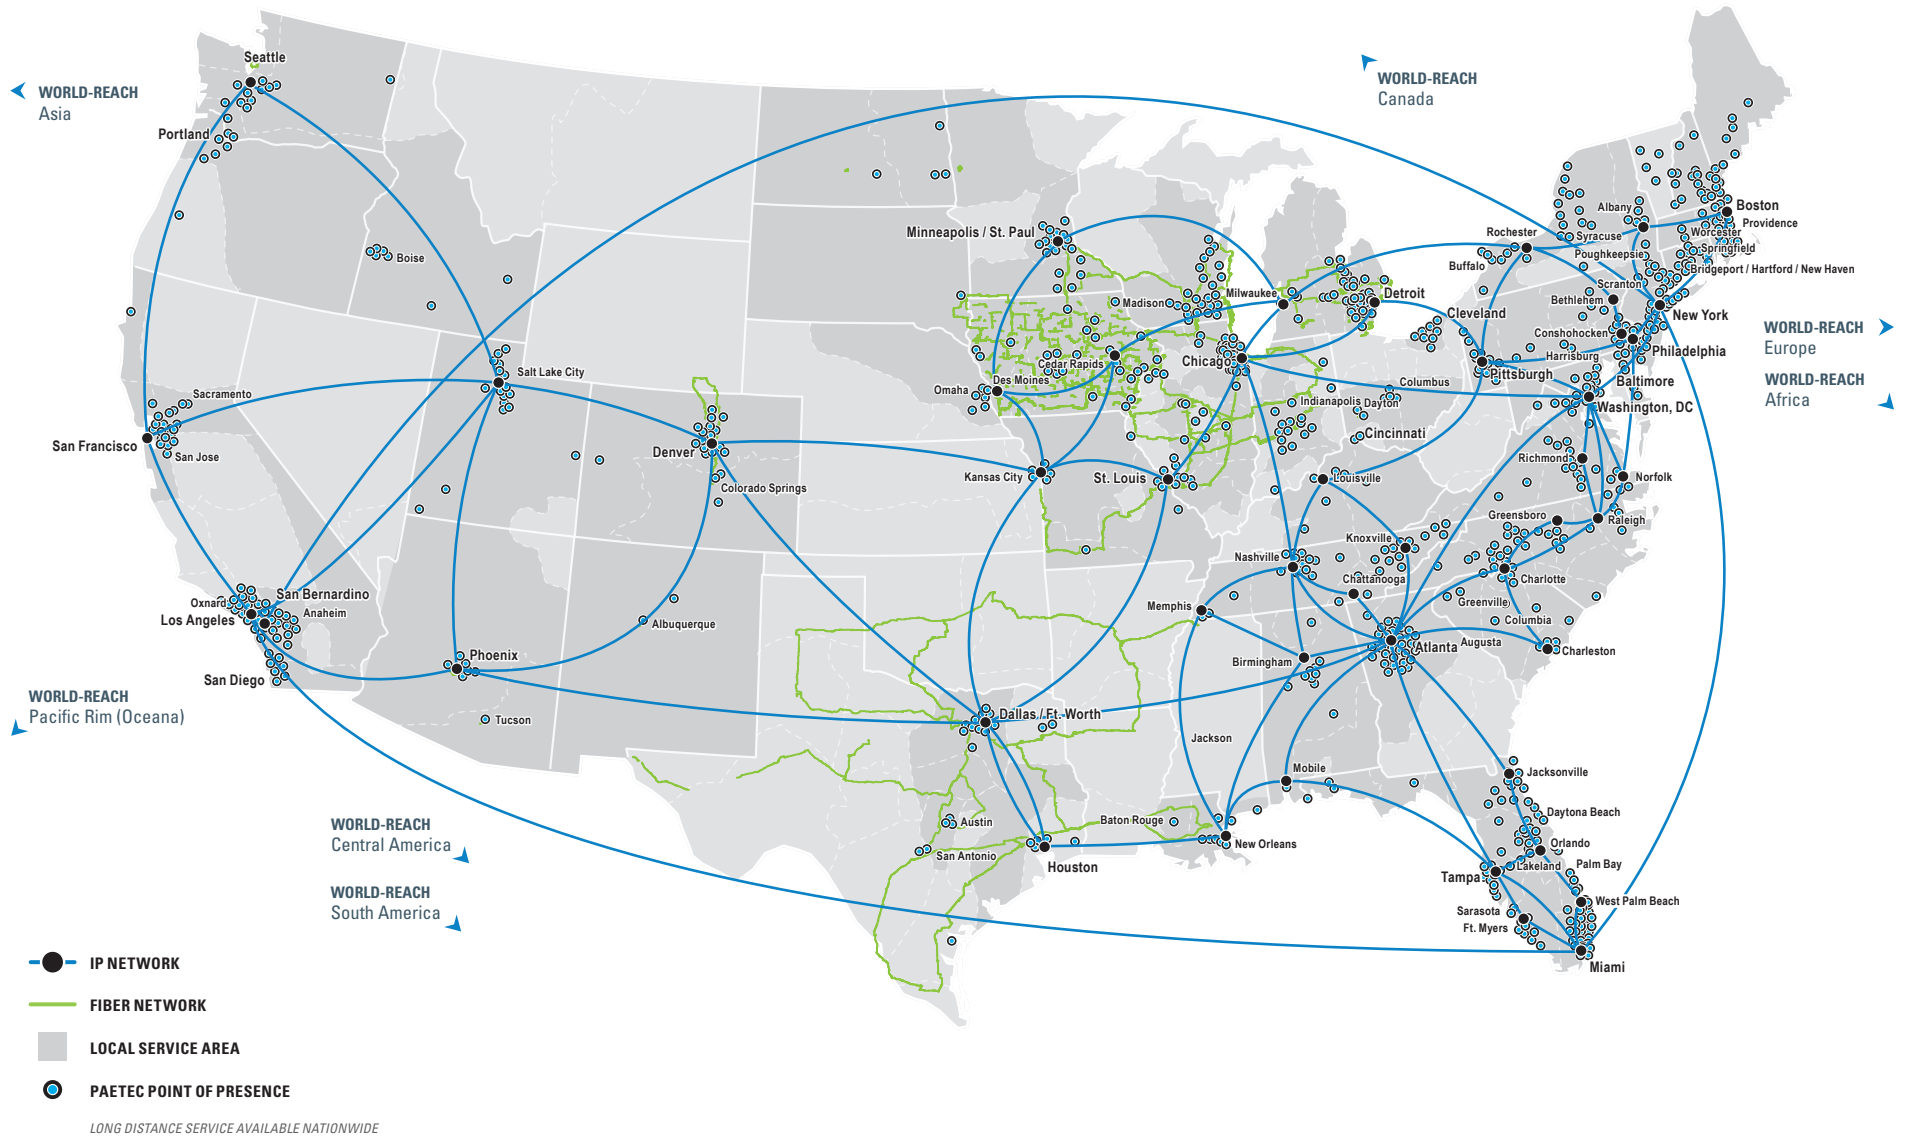 Seattle
WORLD-REACH
Asia
WORLD-REACH
Canada
Portland
Boise
Minneapolis / St. Paul
Albany
Boston
Providence
Rochester
Syracuse
Worcester
Springfield
Poughkeepsie
Buffalo
Bridgeport / Hartford / New Haven
Scranton
Bethlehem
Milwaukee
Madison
Detroit
Cleveland
New York
WORLD-REACH
Europe
Conshohocken
Philadelphia
Harrisburg
Pittsburgh
Chicago
Cedar Rapids
Des Moines
Omaha
Salt Lake City
Columbus
Baltimore
WORLD-REACH
Africa
Washington, DC
Indianapolis
Dayton
Cincinnati
Sacramento
San Francisco
San Jose
Denver
Colorado Springs
Kansas City
St. Louis
Louisville
Richmond
Norfolk
Greensboro
Raleigh
Knoxville
Nashville
Chattanooga
Charlotte
Greenville
Columbia
Memphis
San Bernardino
Oxnard
Anaheim
Los Angeles
Albuquerque
Phoenix
San Diego
Birmingham
Atlanta
Augusta
Charleston
WORLD-REACH
Pacific Rim (Oceana)
Tucson
Dallas / Ft. Worth
Jackson
Mobile
Jacksonville
Daytona Beach
Baton Rouge
Austin
San Antonio
New Orleans
Houston
Orlando
Lakeland
Palm Bay
Tampa
West Palm Beach
Sarasota
Ft. Myers
Miami
WORLD-REACH
Central America
WORLD-REACH
South America
IP NETWORK
FIBER NETWORK
LOCAL SERVICE AREA
PAETEC POINT OF PRESENCE
LONG DISTANCE SERVICE AVAILABLE NATIONWIDE